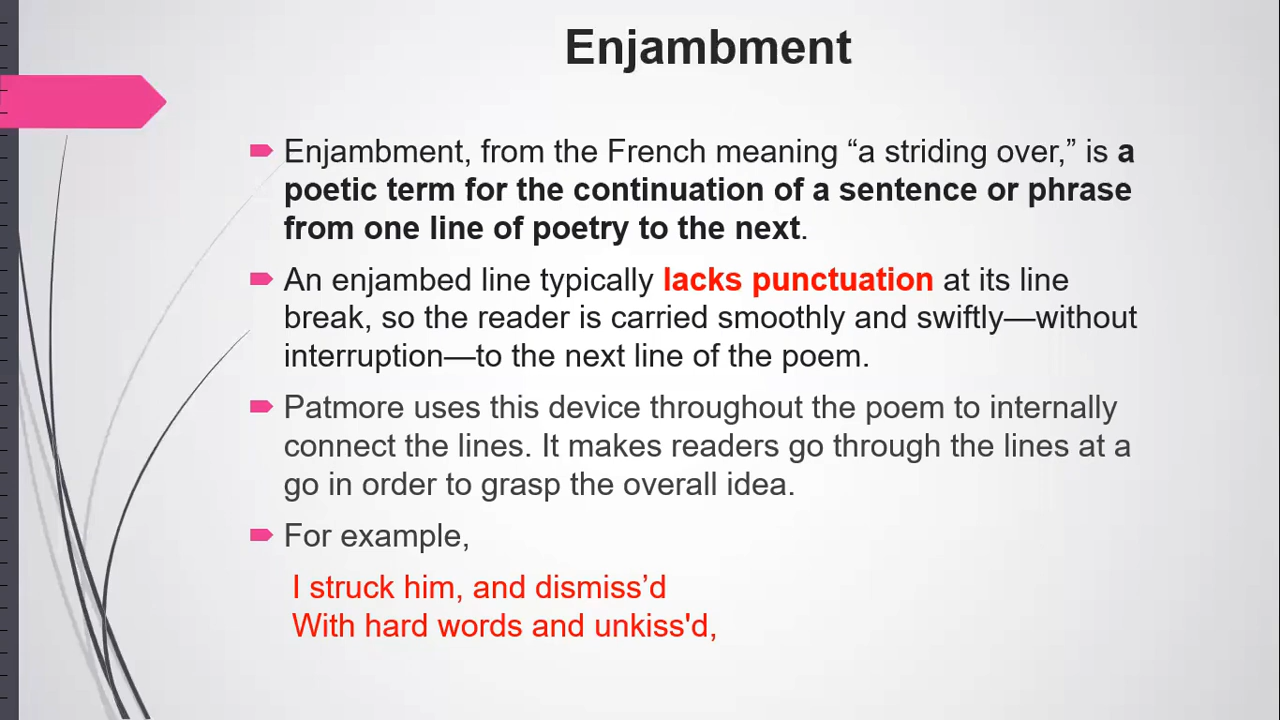 Enjambment
Enjambment, from the French meaning “a striding over,” is a
poetic term for the continuation of a sentence or phrase
from one line of poetry to the next.
An enjambed line typically lacks punctuation at its line
break, so the reader is carried smoothly and swiftly—without
interruption—to the next line of the poem.
Patmore uses this device throughout the poem to internally
connect the lines. It makes readers go through the lines at a
go in order to grasp the overall idea.
For example,
I struck him, and dismiss’d
With hard words and unkiss'd,